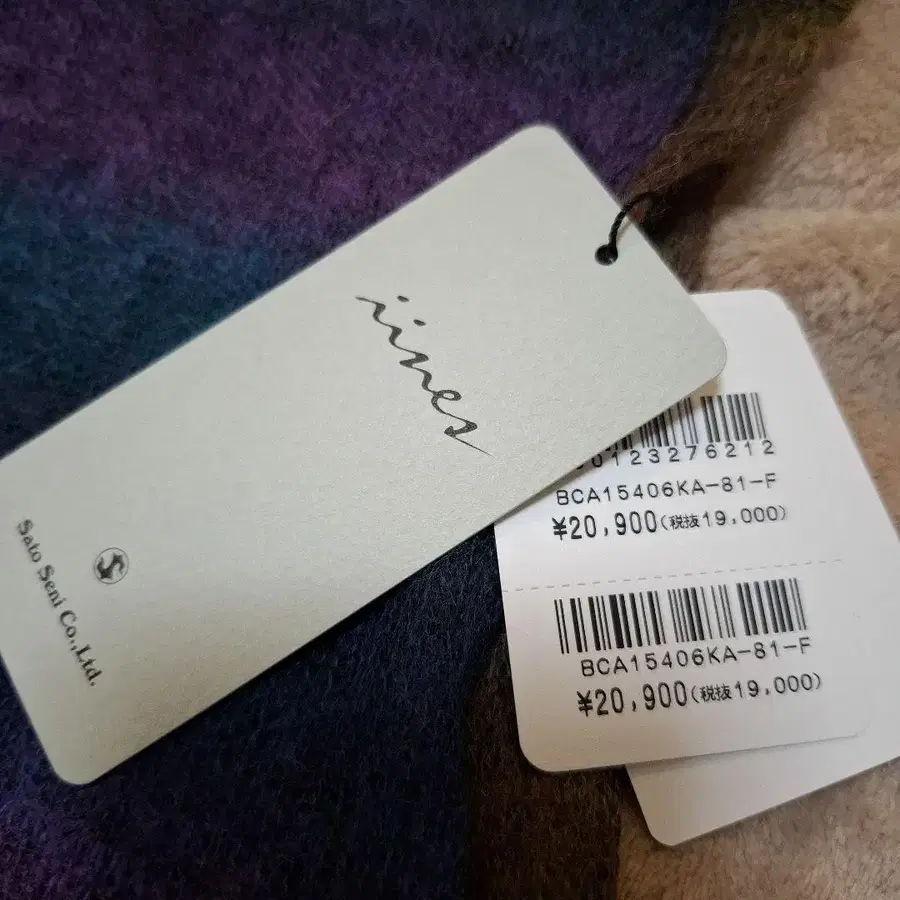 iines
Sato Seni Co.,Ltd.
0123276212
BCA15406KA-81-F
¥20,900(税抜19,000)
BCA15406KA-81-F
¥20,900(税抜19,000)